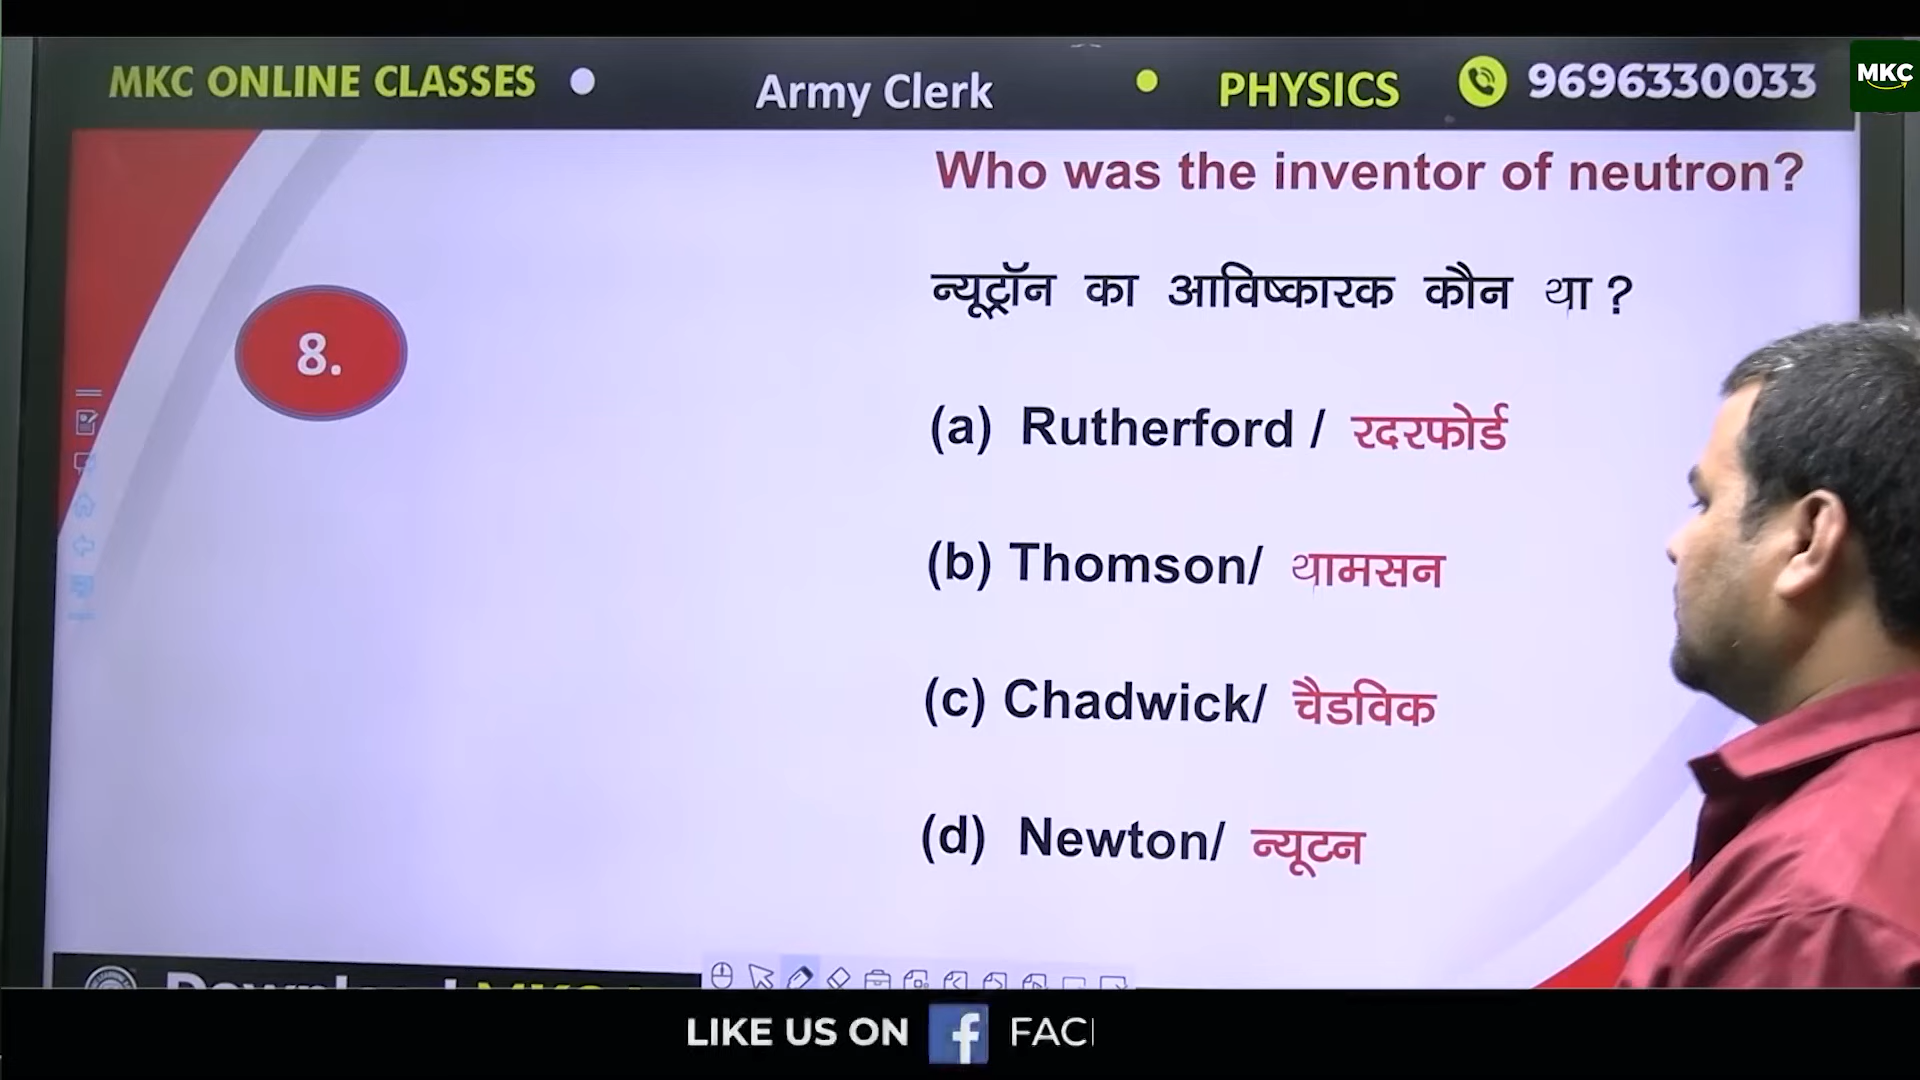 MKC ONLINE CLASSES • Army Clerk • PHYSICS 9696330033
MKC
Who was the inventor of neutron?
न्यूट्रॉन का आविष्कारक कौन था ?
8.
(a) Rutherford / रदरफोर्ड
(b) Thomson/ थामसन
(c) Chadwick/ चैडविक
(d) Newton/ न्यूटन
LIKE US ON f FACI